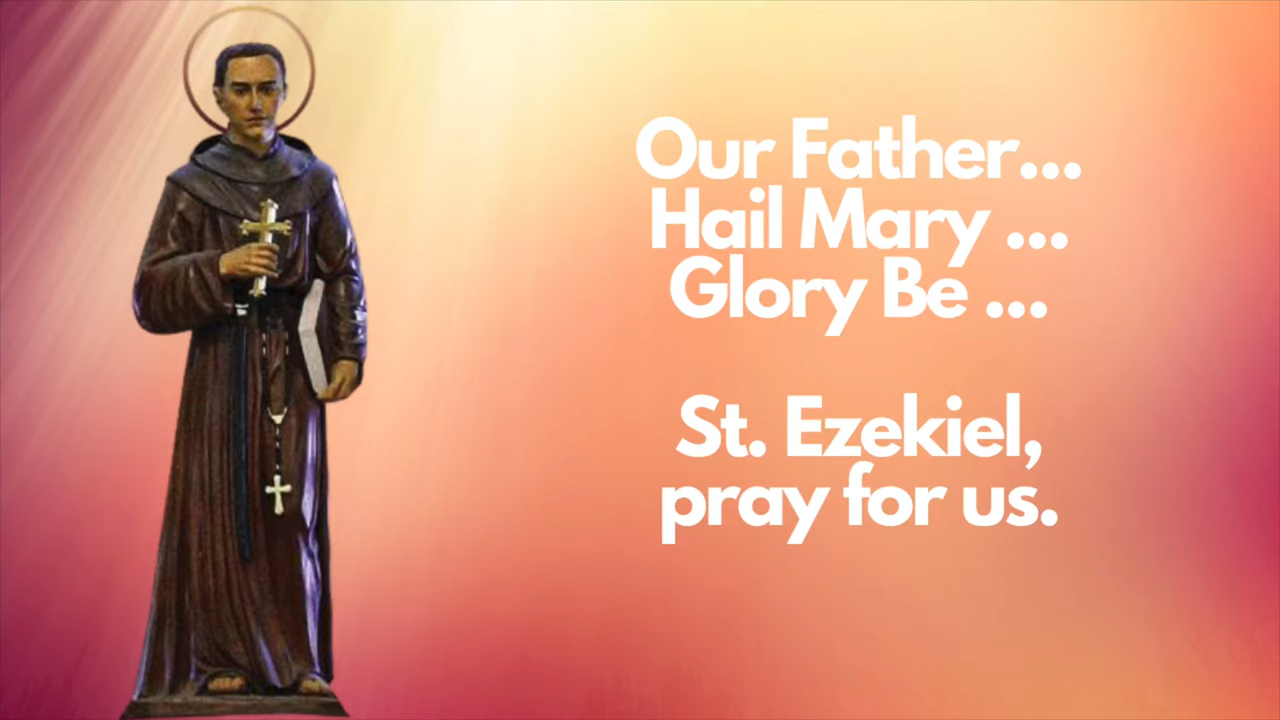 Our Father...
Hail Mary ...
Glory Be ...
St. Ezekiel,
pray for us.